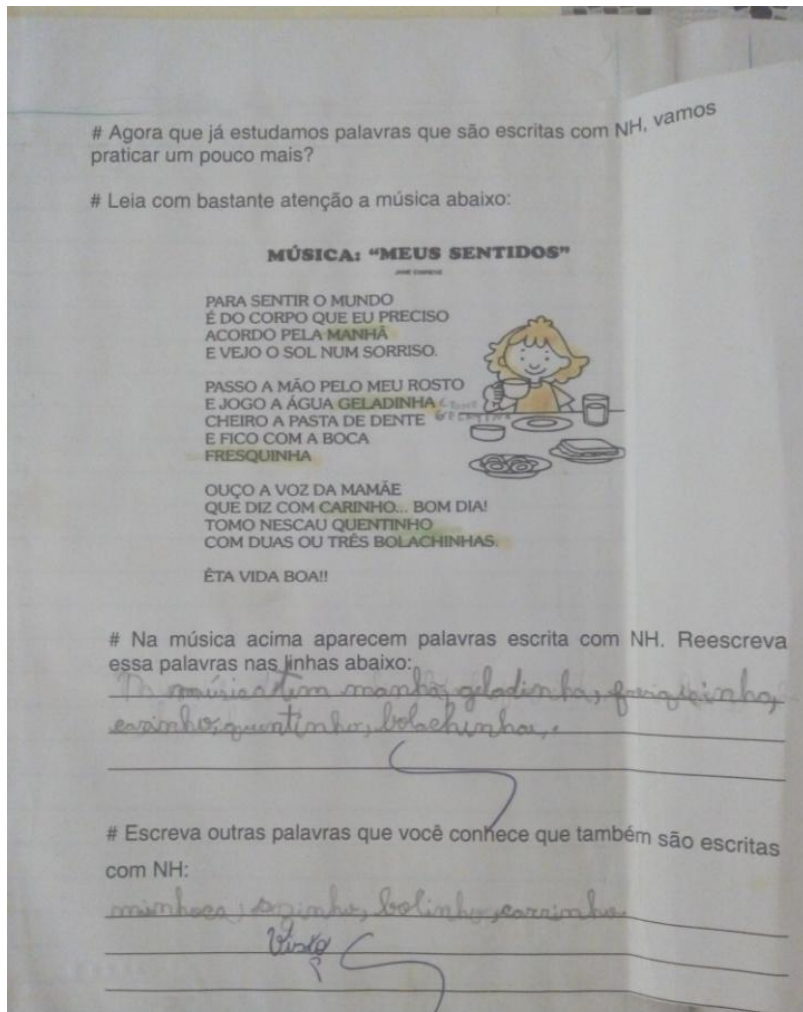 # Agora que já estudamos palavras que são escritas com NH, vamos
praticar um pouco mais?
# Leia com bastante atenção a música abaixo:
MÚSICA: “MEUS SENTIDOS”
PARA SENTIR O MUNDO
É DO CORPO QUE EU PRECISO
ACORDO PELA MANHÃ
E VEJO O SOL NUM SORRISO.
PASSO A MÃO PELO MEU ROSTO
E JOGO A ÁGUA GELADINHA
CHEIRO A PASTA DE DENTE
E FICO COM A BOCA
FRESQUINHA
OUÇO A VOZ DA MAMÃE
QUE DIZ COM CARINHO... BOM DIA!
TOMO NESCAU QUENTINHO
COM DUAS OU TRÊS BOLACHINHAS.
ÊTA VIDA BOA!!
# Na música acima aparecem palavras escrita com NH. Reescreva
essa palavras nas linhas abaixo:
música tem manhã, geladinha,
carinho, quentinho, bolachinhas,.
# Escreva outras palavras que você conhece que também são escritas
com NH:
minhoca, bolinho, carrinho
Visto